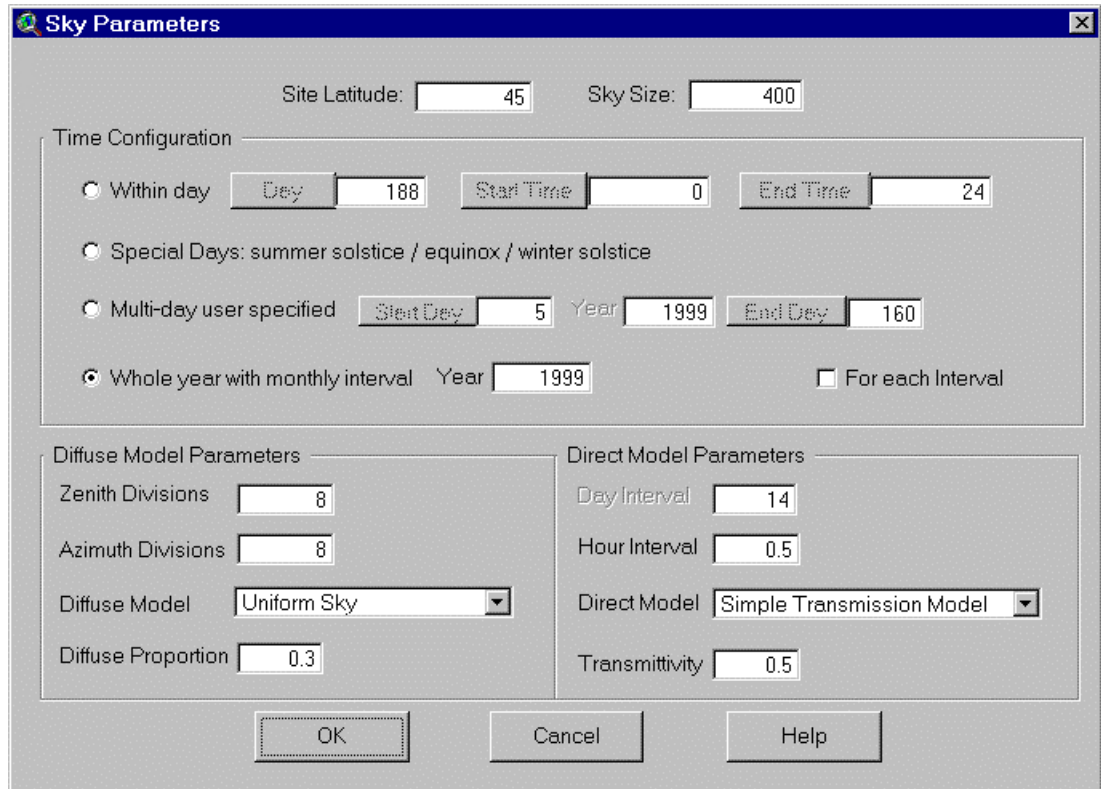 Sky Parameters
Site Latitude: 45 Sky Size: 400
Time Configuration
Within day Day 188 Start Time 0 End Time 24
Special Days: summer solstice / equinox / winter solstice
Multi-day user specified Start Day 5 Year 1999 End Day 160
Whole year with monthly interval Year 1999 For each Interval
Diffuse Model Parameters
Zenith Divisions 8
Azimuth Divisions 8
Diffuse Model Uniform Sky
Diffuse Proportion 0.3
Direct Model Parameters
Day Interval 14
Hour Interval 0.5
Direct Model Simple Transmission Model
Transmittivity 0.5
OK Cancel Help